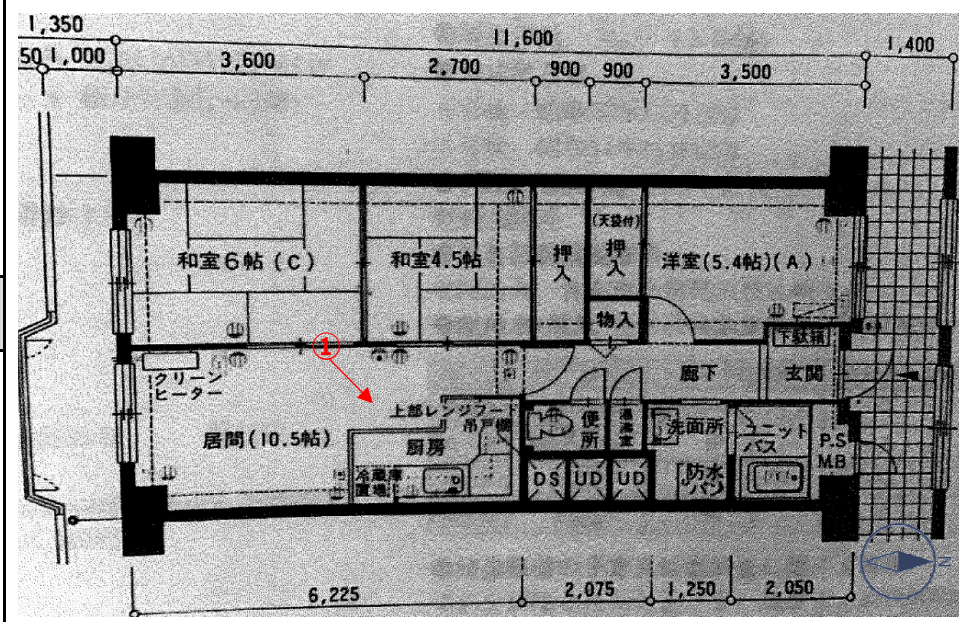 1,350
11,600
1,400
50
1,000
3,600
2,700
900
900
3,500
和室6帖(C)
和室4.5帖
押入
(天袋付)
押入
洋室(5.4帖)(A)
物入
下駄箱
①
クリーン
ヒーター
廊下
玄関
上部レンジフード
吊戸棚
居間(10.5帖)
厨房
便所
洗面所
ユニット
バス
P.S
M.B
冷蔵庫
置場
DS
UD
UD
防水
パン
N
6,225
2,075
1,250
2,050